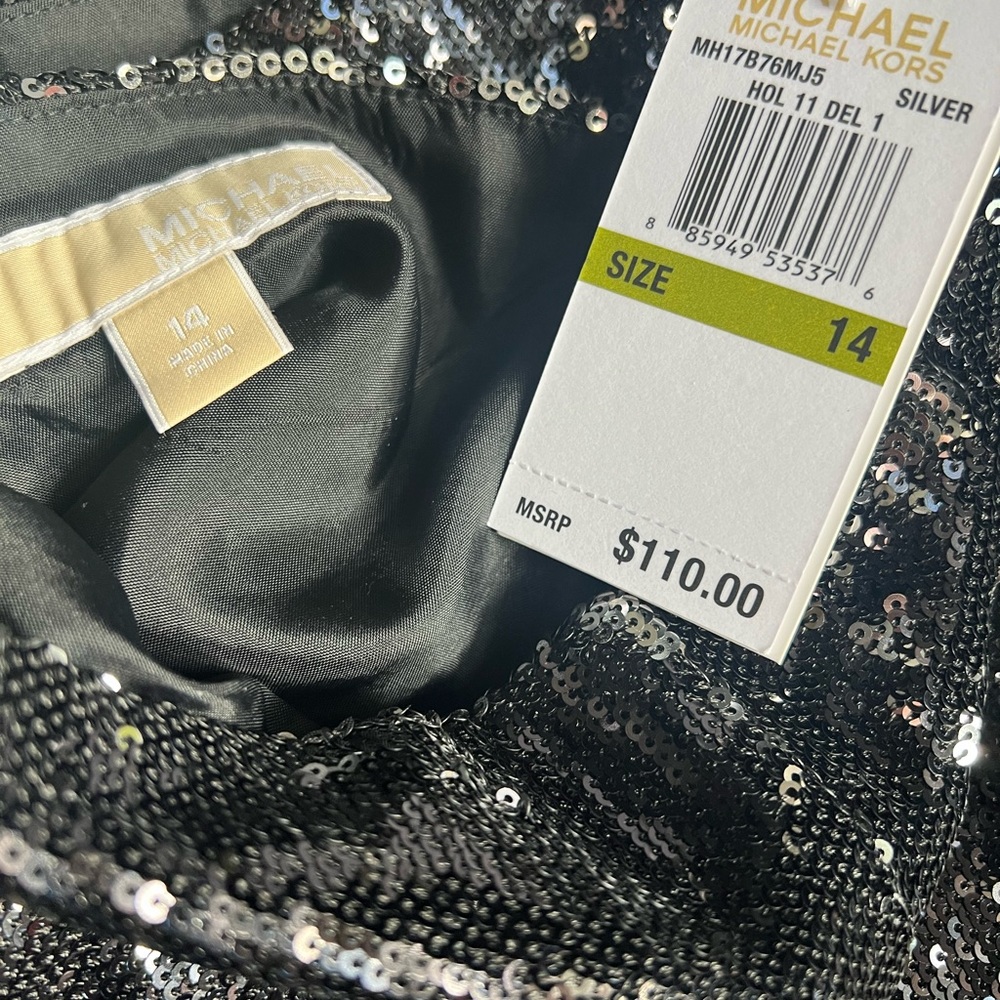 MICHAEL
MICHAEL KORS
MH17B76MJ5
SILVER
HOL 11 DEL 1
8 85949 53537 6
SIZE
14
MSRP
$110.00
MICHAEL
MICHAEL KORS
14
MADE IN
CHINA